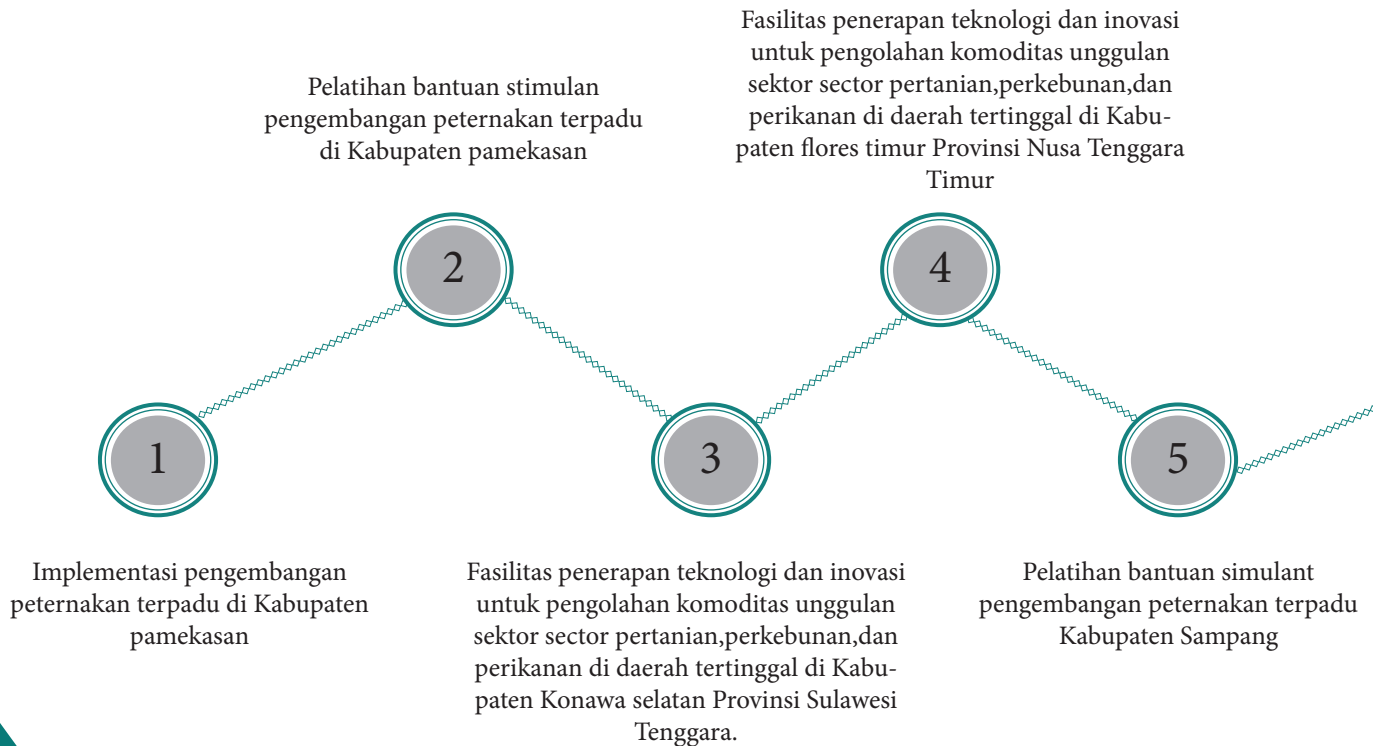 1
Implementasi pengembangan
peternakan terpadu di Kabupaten
pamekasan
2
Pelatihan bantuan stimulan
pengembangan peternakan terpadu
di Kabupaten pamekasan
3
Fasilitas penerapan teknologi dan inovasi
untuk pengolahan komoditas unggulan
sektor sector pertanian,perkebunan,dan
perikanan di daerah tertinggal di Kabu-
paten Konawa selatan Provinsi Sulawesi
Tenggara.
4
Fasilitas penerapan teknologi dan inovasi
untuk pengolahan komoditas unggulan
sektor sector pertanian,perkebunan,dan
perikanan di daerah tertinggal di Kabu-
paten flores timur Provinsi Nusa Tenggara
Timur
5
Pelatihan bantuan simulant
pengembangan peternakan terpadu
Kabupaten Sampang